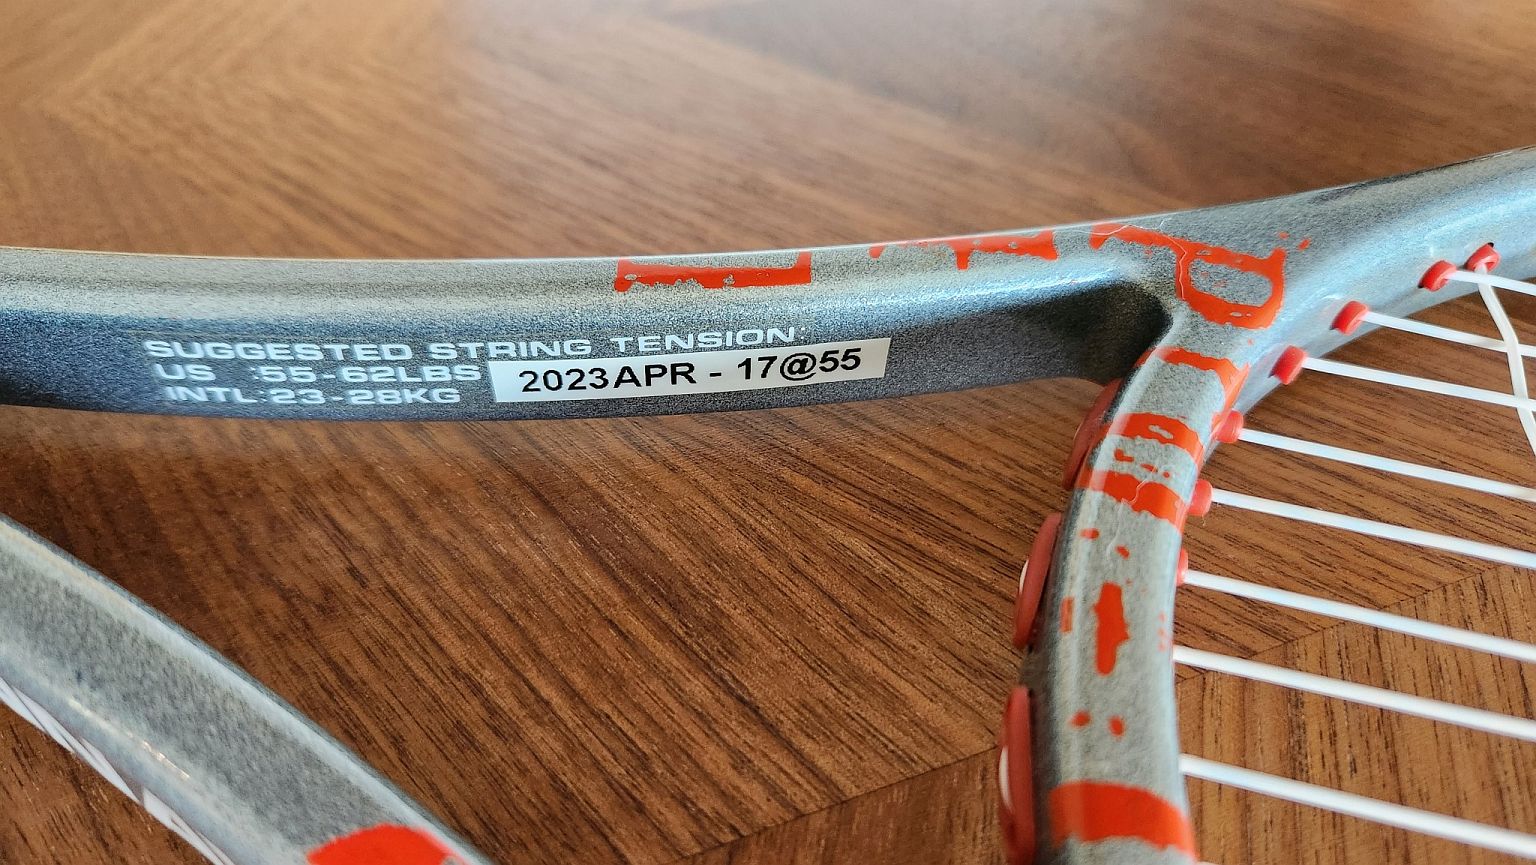 SUGGESTED STRING TENSION:
US :55-62LBS
INTL:23-28KG
2023APR - 17@55